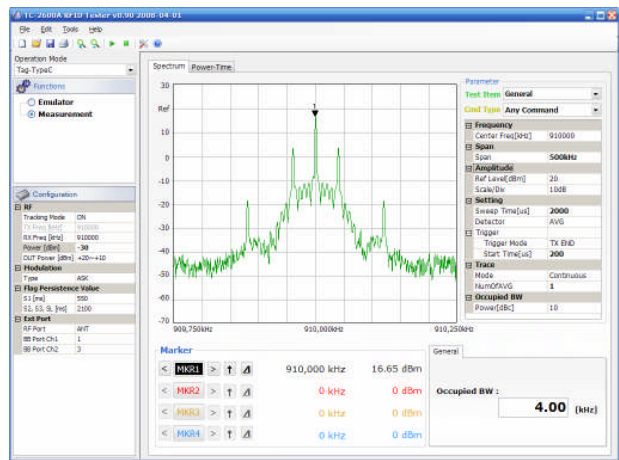 TC-2600A RFID Tester v0.90 2008-04-01
File Edit Tools Help
Operation Mode
Tag-TypeC
Functions
Emulator
Measurement
Configuration
RF
Tracking Mode ON
TX Freq [kHz] 910000
RX Freq [kHz] 910000
Power [dBm] -30
DUT Power [dBm] +20~+10
Modulation
Type ASK
Flag Persistence Value
S1 [ms] 550
S2, S3, SL [ms] 2100
Ext Port
RF Port ANT
BB Port Ch1 1
BB Port Ch2 3
Spectrum Power-Time
30
Ref
10
0
-10
-20
-30
-40
-50
-60
-70
1
909,750kHz 910,000kHz 910,250kHz
Parameter
Test Item General
Cmd Type Any Command
Frequency
Center Freq[kHz] 910000
Span
Span 500kHz
Amplitude
Ref Level[dBm] 20
Scale/Div 10dB
Setting
Sweep Time[us] 2000
Detector AVG
Trigger
Trigger Mode TX END
Start Time[us] 200
Trace
Mode Continuous
NumOfAVG 1
Occupied BW
Power[dBc] 10
Marker
< MKR1 > 910,000 kHz 16.65 dBm
< MKR2 > 0 kHz 0 dBm
< MKR3 > 0 kHz 0 dBm
< MKR4 > 0 kHz 0 dBm
General
Occupied BW :
4.00 [kHz]